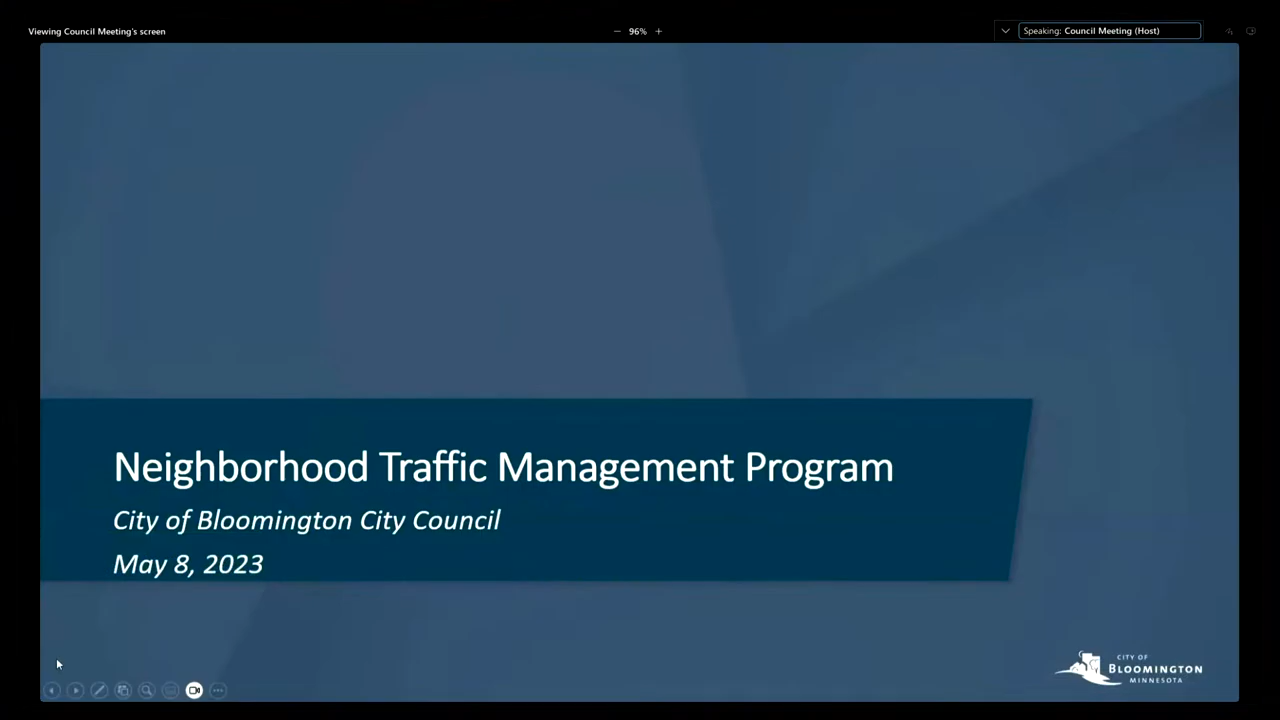 Viewing Council Meeting's screen
96%
Speaking: Council Meeting (Host)
Neighborhood Traffic Management Program
City of Bloomington City Council
May 8, 2023
CITY OF
BLOOMINGTON
MINNESOTA